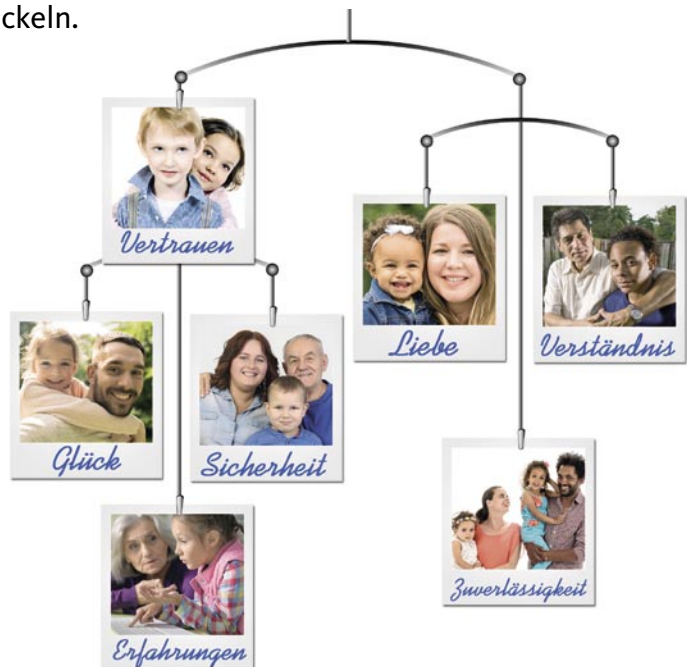 ckeln.
Vertrauen
Liebe
Verständnis
Glück
Sicherheit
Zuverlässigkeit
Erfahrungen